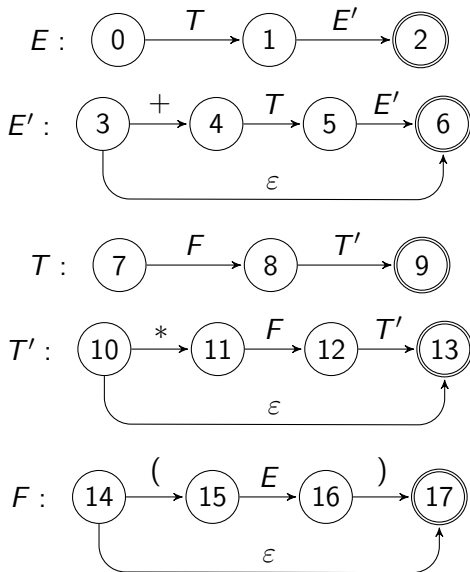 E : 0 T 1 E′ 2
E′ : 3 + 4 T 5 E′ 6
ε
T : 7 F 8 T′ 9
T′ : 10 * 11 F 12 T′ 13
ε
F : 14 ( 15 E 16 ) 17
ε